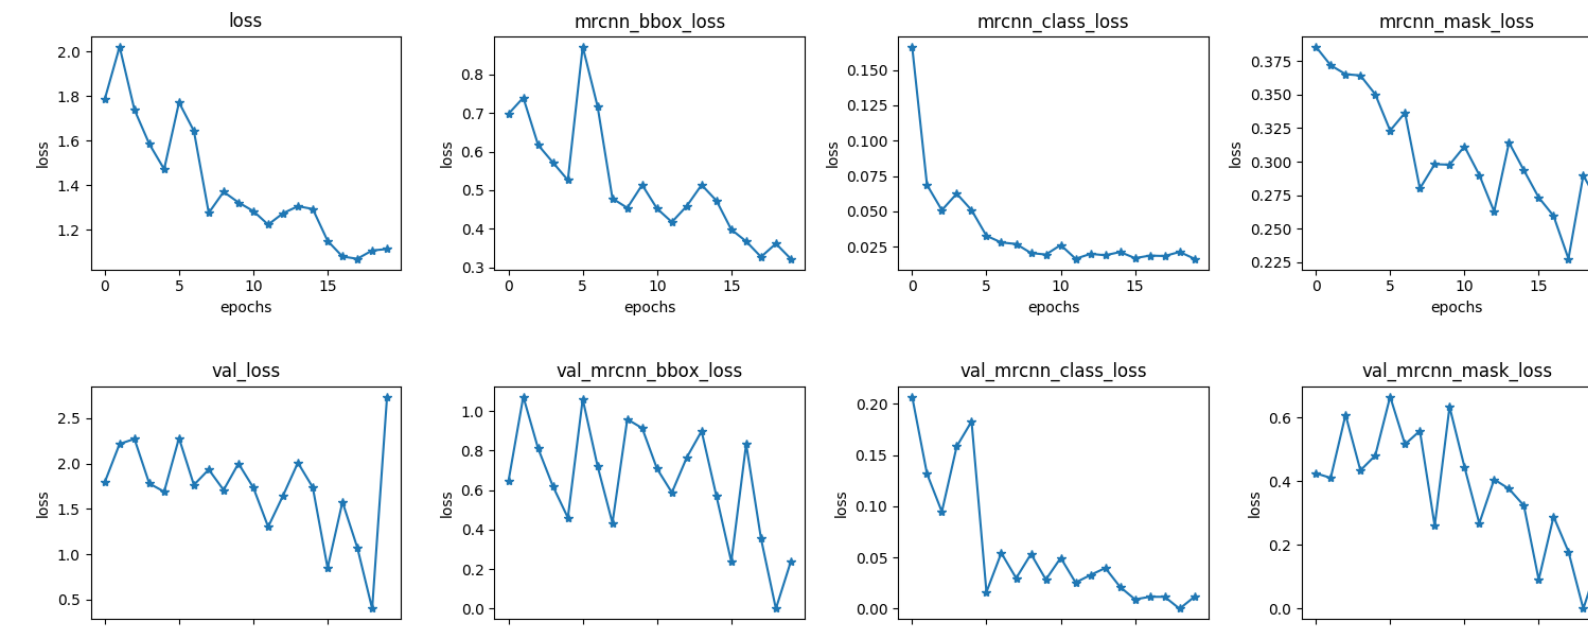 loss mrcnn_bbox_loss mrcnn_class_loss mrcnn_mask_loss
2.0
1.8
1.6
1.4
1.2
loss
0 5 10 15
epochs
0.8
0.7
0.6
0.5
0.4
0.3
loss
0 5 10 15
epochs
0.150
0.125
0.100
0.075
0.050
0.025
loss
0 5 10 15
epochs
0.375
0.350
0.325
0.300
0.275
0.250
0.225
loss
0 5 10 15
epochs
val_loss val_mrcnn_bbox_loss val_mrcnn_class_loss val_mrcnn_mask_loss
2.5
2.0
1.5
1.0
0.5
loss
1.0
0.8
0.6
0.4
0.2
0.0
loss
0.20
0.15
0.10
0.05
0.00
loss
0.6
0.4
0.2
0.0
loss